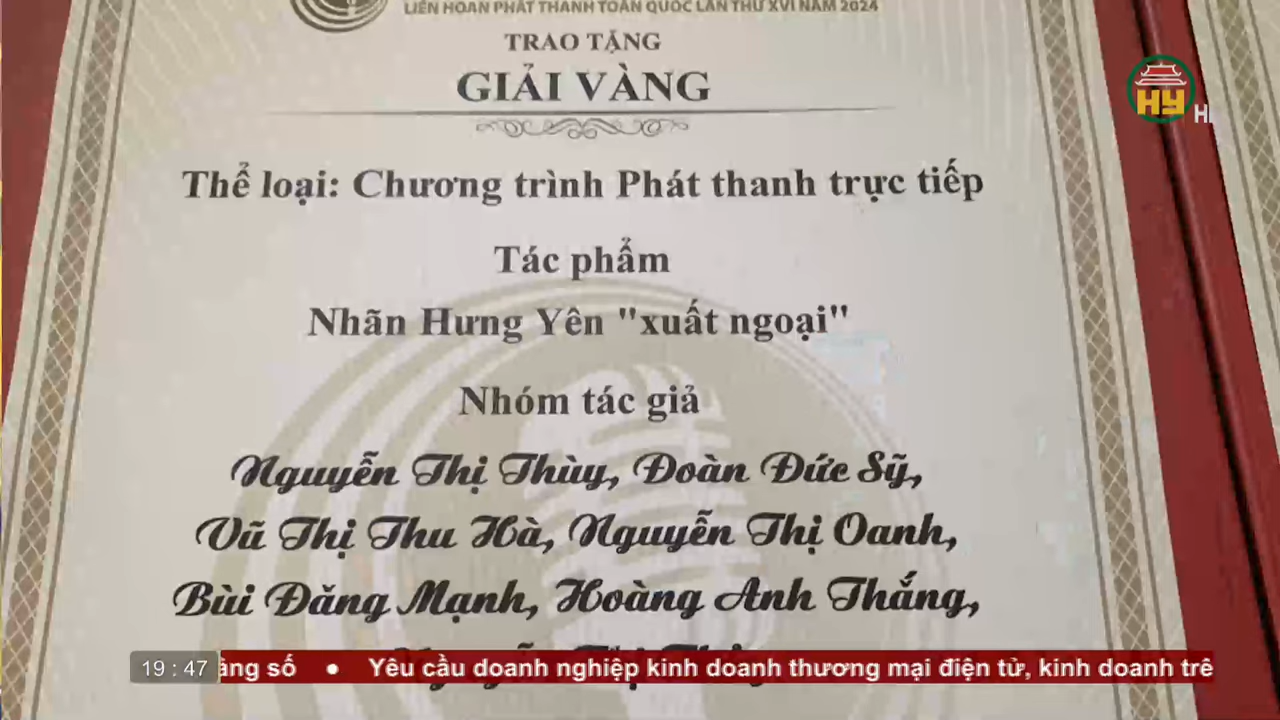 LIÊN HOAN PHÁT THANH TOÀN QUỐC LẦN THỨ XVI NĂM 2024
TRAO TẶNG
GIẢI VÀNG
HY
Thể loại: Chương trình Phát thanh trực tiếp
Tác phẩm
Nhãn Hưng Yên "xuất ngoại"
Nhóm tác giả
Nguyễn Thị Thùy, Đoàn Đức Sỹ,
Vũ Thị Thu Hà, Nguyễn Thị Oanh,
Bùi Đăng Mạnh, Hoàng Anh Thắng,
19 : 47 số • Yêu cầu doanh nghiệp kinh doanh thương mại điện tử, kinh doanh trê